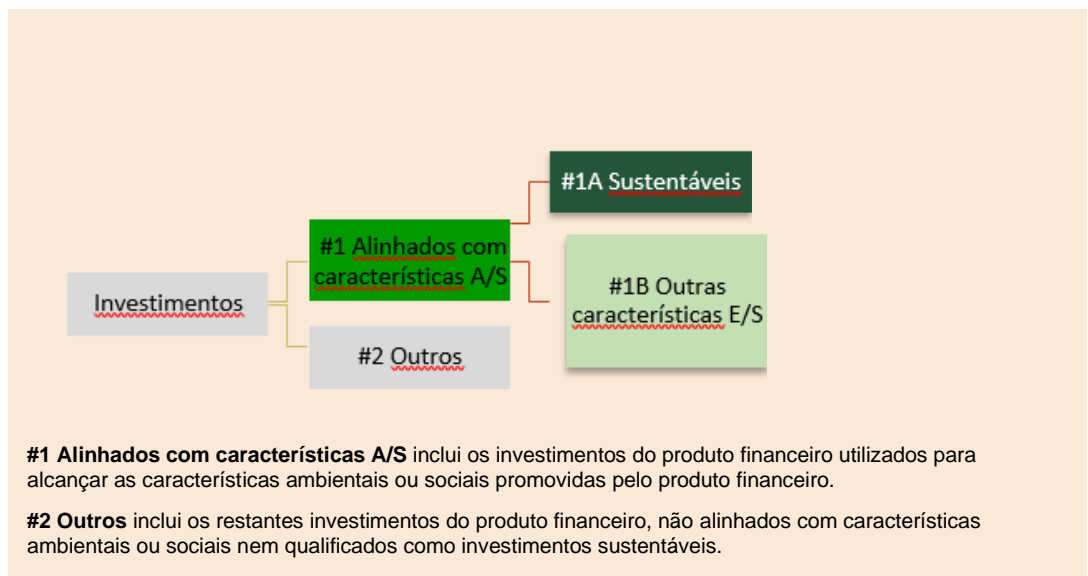 #1A Sustentáveis
#1 Alinhados com
características A/S
#1B Outras
características E/S
Investimentos
#2 Outros
#1 Alinhados com características A/S inclui os investimentos do produto financeiro utilizados para
alcançar as características ambientais ou sociais promovidas pelo produto financeiro.
#2 Outros inclui os restantes investimentos do produto financeiro, não alinhados com características
ambientais ou sociais nem qualificados como investimentos sustentáveis.